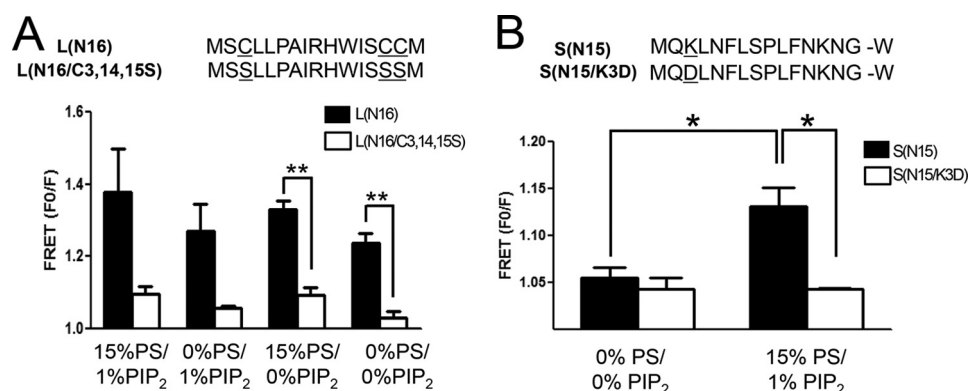 A
L(N16) MSCLLPAIRHWISCCM
L(N16/C3,14,15S) MSSLLPAIRHWISSSM
1.6
1.4
1.2
1.0
FRET (F0/F)
L(N16)
L(N16/C3,14,15S)
**
**
15%PS/ 0%PS/ 15%PS/ 0%PS/
1%PIP2 1%PIP2 0%PIP2 0%PIP2
B
S(N15) MQKLNFLSPLFNKNG -W
S(N15/K3D) MQDLNFLSPLFNKNG -W
* *
1.20
1.15
1.10
1.05
FRET (F0/F)
S(N15)
S(N15/K3D)
0% PS/ 15% PS/
0% PIP2 1% PIP2